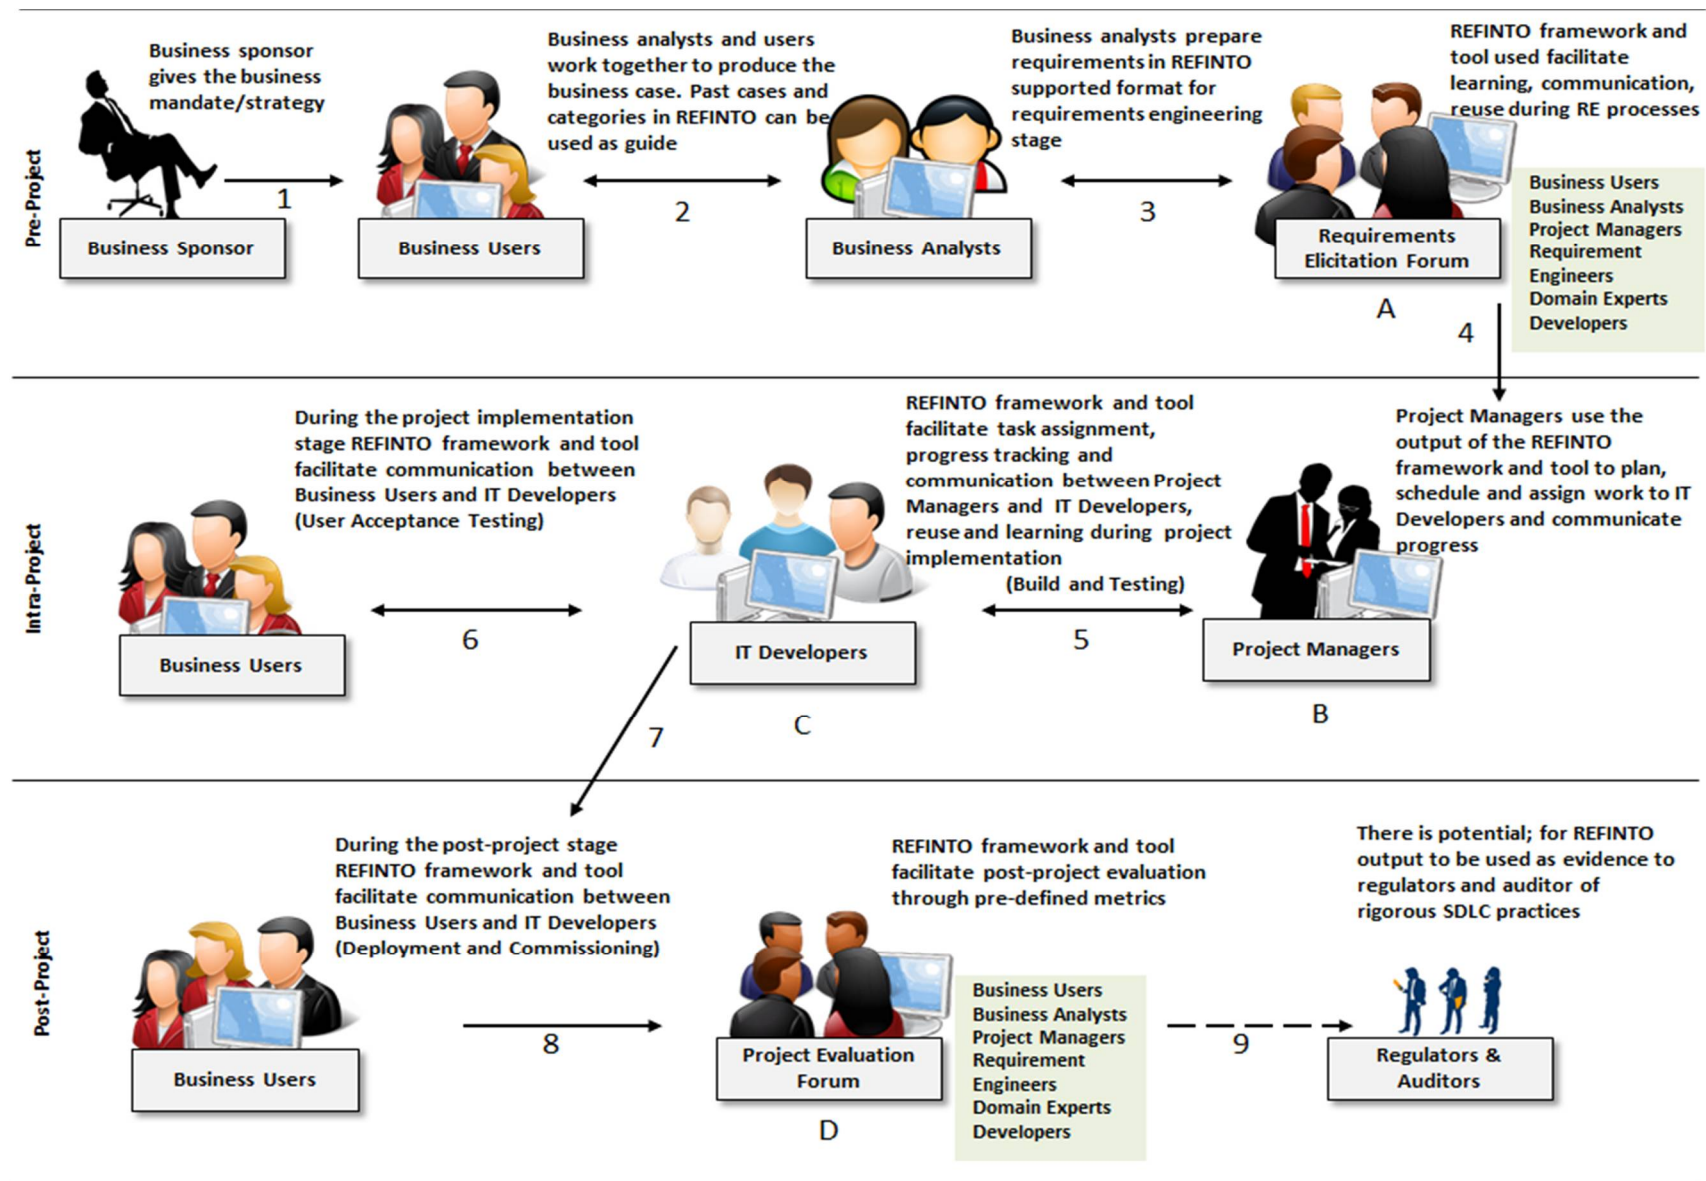 Pre-Project
Business sponsor
gives the business
mandate/strategy
Business Sponsor
1
Business Users
Business analysts and users
work together to produce the
business case. Past cases and
categories in REFINTO can be
used as guide
2
Business Analysts
Business analysts prepare
requirements in REFINTO
supported format for
requirements engineering
stage
3
REFINTO framework and
tool used facilitate
learning, communication,
reuse during RE processes
Requirements
Elicitation Forum
A
Business Users
Business Analysts
Project Managers
Requirement
Engineers
Domain Experts
Developers
4
Intra-Project
Project Managers use the
output of the REFINTO
framework and tool to plan,
schedule and assign work to IT
Developers and communicate
progress
Project Managers
B
REFINTO framework and tool
facilitate task assignment,
progress tracking and
communication between Project
Managers and IT Developers,
reuse and learning during project
implementation
(Build and Testing)
5
IT Developers
C
During the project implementation
stage REFINTO framework and tool
facilitate communication between
Business Users and IT Developers
(User Acceptance Testing)
6
Business Users
7
Post-Project
During the post-project stage
REFINTO framework and tool
facilitate communication between
Business Users and IT Developers
(Deployment and Commissioning)
Business Users
8
REFINTO framework and tool
facilitate post-project evaluation
through pre-defined metrics
Project Evaluation
Forum
D
Business Users
Business Analysts
Project Managers
Requirement
Engineers
Domain Experts
Developers
9
There is potential; for REFINTO
output to be used as evidence to
regulators and auditor of
rigorous SDLC practices
Regulators &
Auditors